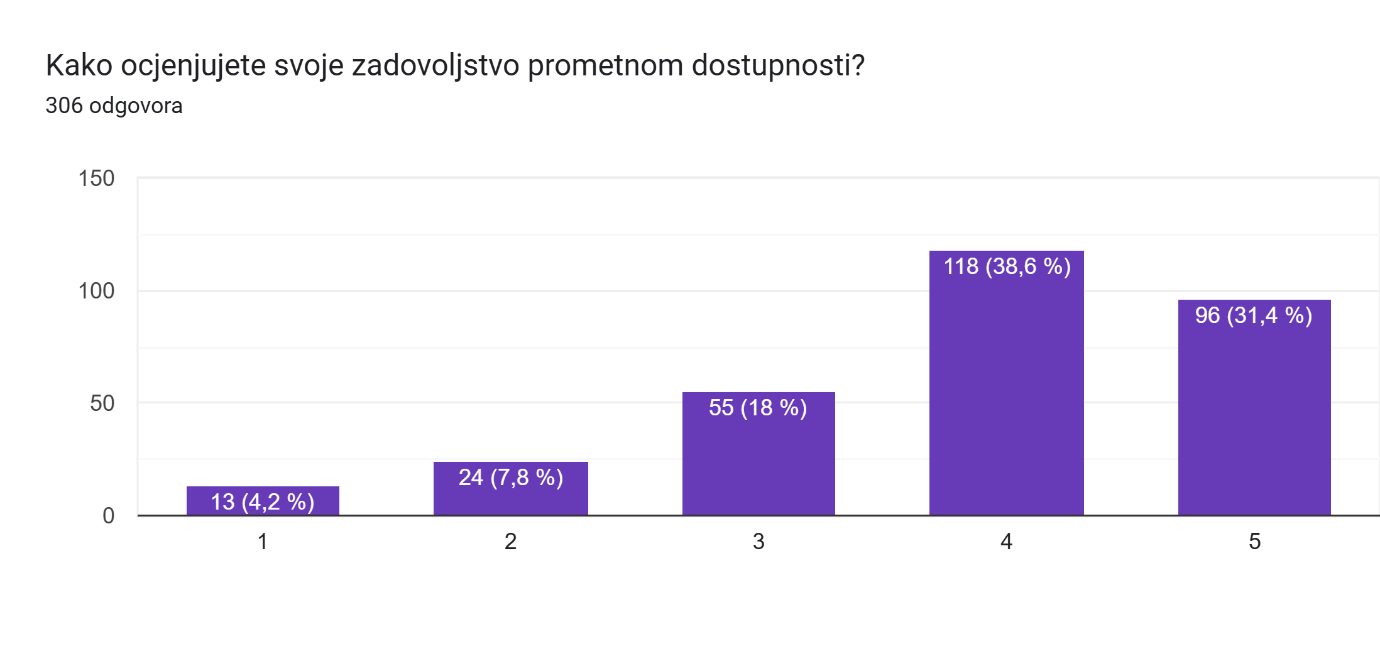 Kako ocjenjujete svoje zadovoljstvo prometnom dostupnosti?
306 odgovora
150
100
50
0
13 (4,2 %)
24 (7,8 %)
55 (18 %)
118 (38,6 %)
96 (31,4 %)
1
2
3
4
5